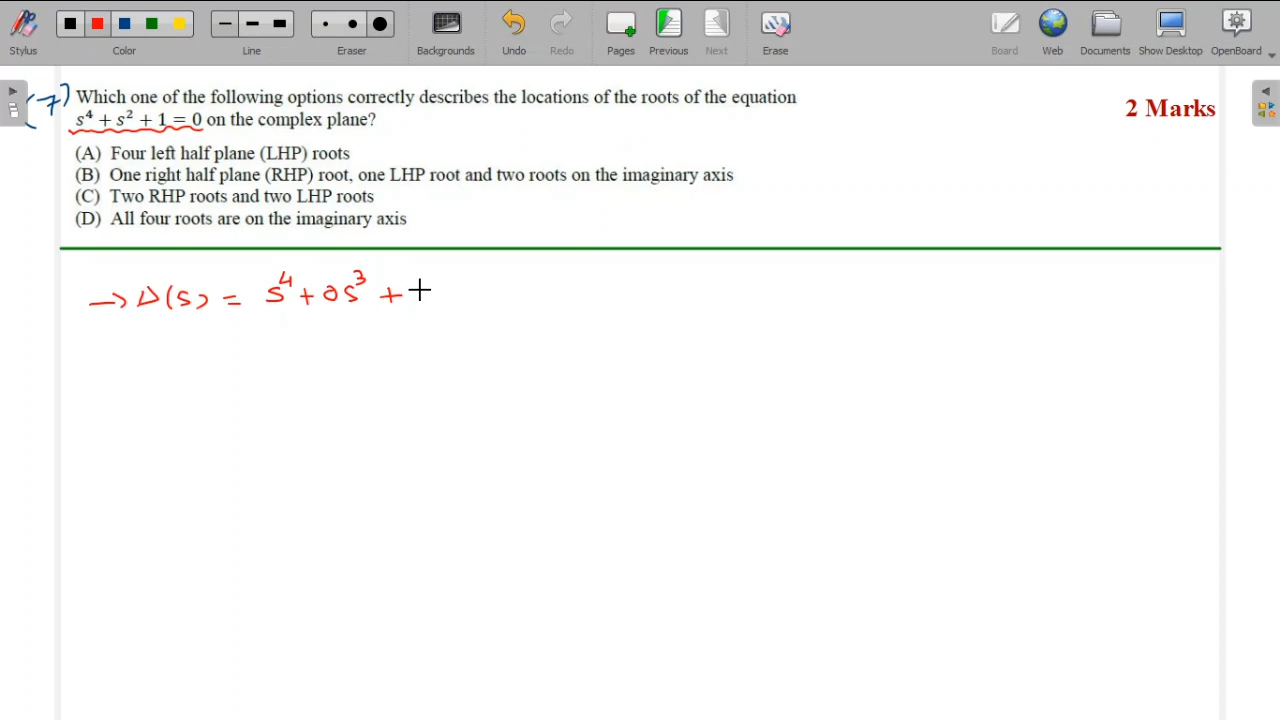 Stylus Color Line Eraser Backgrounds Undo Redo Pages Previous Next Erase Board Web Documents Show Desktop OpenBoard
(7) Which one of the following options correctly describes the locations of the roots of the equation
s⁴ + s² + 1 = 0 on the complex plane?
2 Marks
(A) Four left half plane (LHP) roots
(B) One right half plane (RHP) root, one LHP root and two roots on the imaginary axis
(C) Two RHP roots and two LHP roots
(D) All four roots are on the imaginary axis
→ Δ(s) = s⁴ + 0s³ +